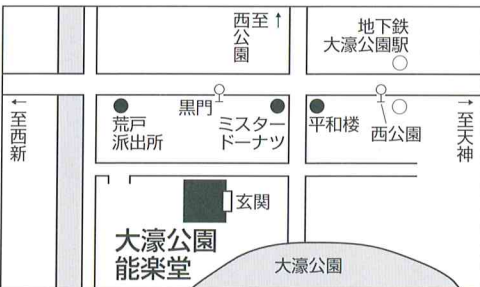 至西公園
↑
地下鉄
大濠公園駅
←至西新
荒戸
派出所
黒門
ミスター
ドーナツ
平和楼
西公園
→至天神
玄関
大濠公園
能楽堂
大濠公園